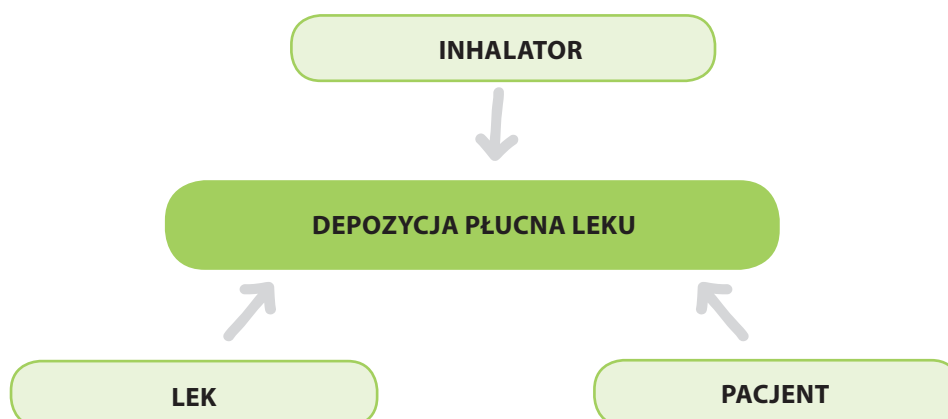 INHALATOR
DEPOZYCJA PŁUCNA LEKU
LEK
PACJENT